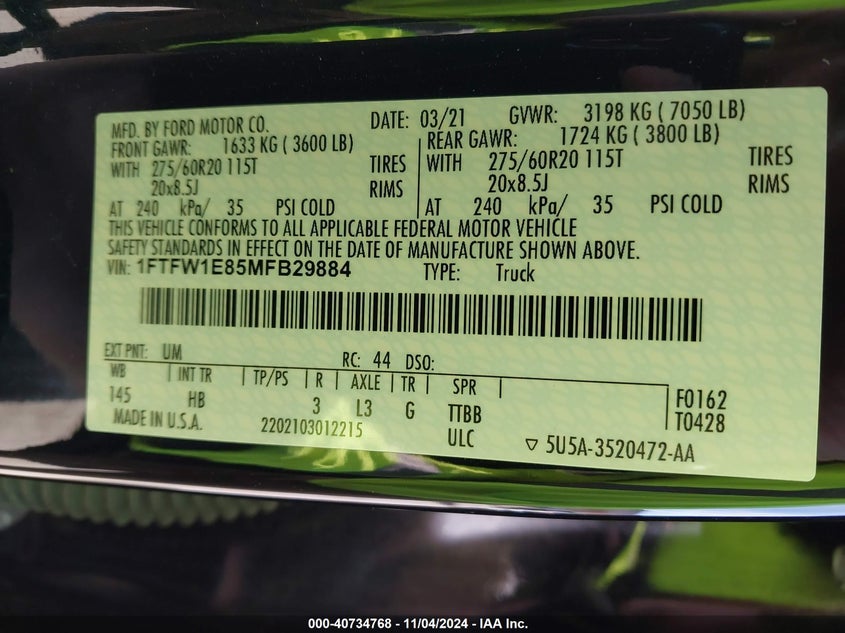 MFD. BY FORD MOTOR CO. DATE: 03/21 GVWR: 3198 KG ( 7050 LB)
FRONT GAWR: 1633 KG ( 3600 LB) REAR GAWR: 1724 KG ( 3800 LB)
WITH 275/60R20 115T TIRES WITH 275/60R20 115T TIRES
20x8.5J RIMS 20x8.5J RIMS
AT 240 kPa/ 35 PSI COLD AT 240 kPa/ 35 PSI COLD
THIS VEHICLE CONFORMS TO ALL APPLICABLE FEDERAL MOTOR VEHICLE
SAFETY STANDARDS IN EFFECT ON THE DATE OF MANUFACTURE SHOWN ABOVE.
VIN: 1FTFW1E85MFB29884 TYPE: Truck
EXT PNT: UM RC: 44 DSO:
WB INT TR TP/PS R AXLE TR SPR
145 HB 3 L3 G TTBB F0162
MADE IN U.S.A. 2202103012215 ULC T0428
▽ 5U5A-3520472-AA
000-40734768 - 11/04/2024 - IAA Inc.